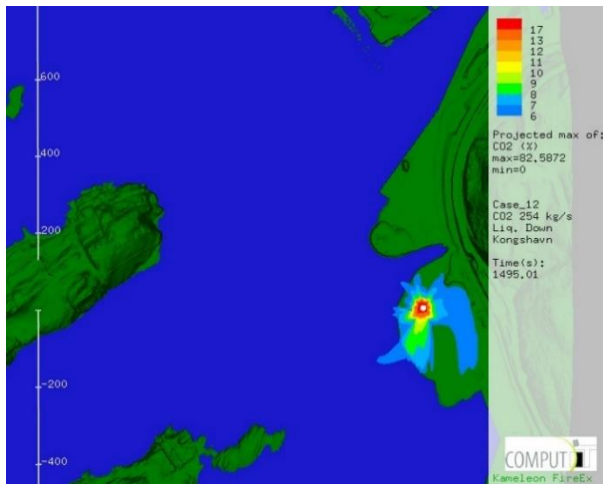 17
13
12
11
10
9
8
7
6
Projected max of:
CO2 (%)
max=82.5872
min=0
Case_12
CO2 254 kg/s
Liq. Down
Kongshavn
Time(s):
1495.01
600
400
200
-200
-400
COMPUT
Kameleon FireEx